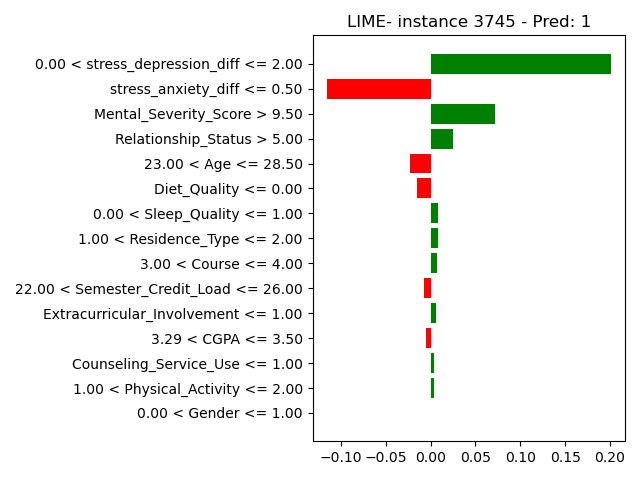 LIME- instance 3745 - Pred: 1
0.00 < stress_depression_diff <= 2.00
stress_anxiety_diff <= 0.50
Mental_Severity_Score > 9.50
Relationship_Status > 5.00
23.00 < Age <= 28.50
Diet_Quality <= 0.00
0.00 < Sleep_Quality <= 1.00
1.00 < Residence_Type <= 2.00
3.00 < Course <= 4.00
22.00 < Semester_Credit_Load <= 26.00
Extracurricular_Involvement <= 1.00
3.29 < CGPA <= 3.50
Counseling_Service_Use <= 1.00
1.00 < Physical_Activity <= 2.00
0.00 < Gender <= 1.00
−0.10 −0.05 0.00 0.05 0.10 0.15 0.20